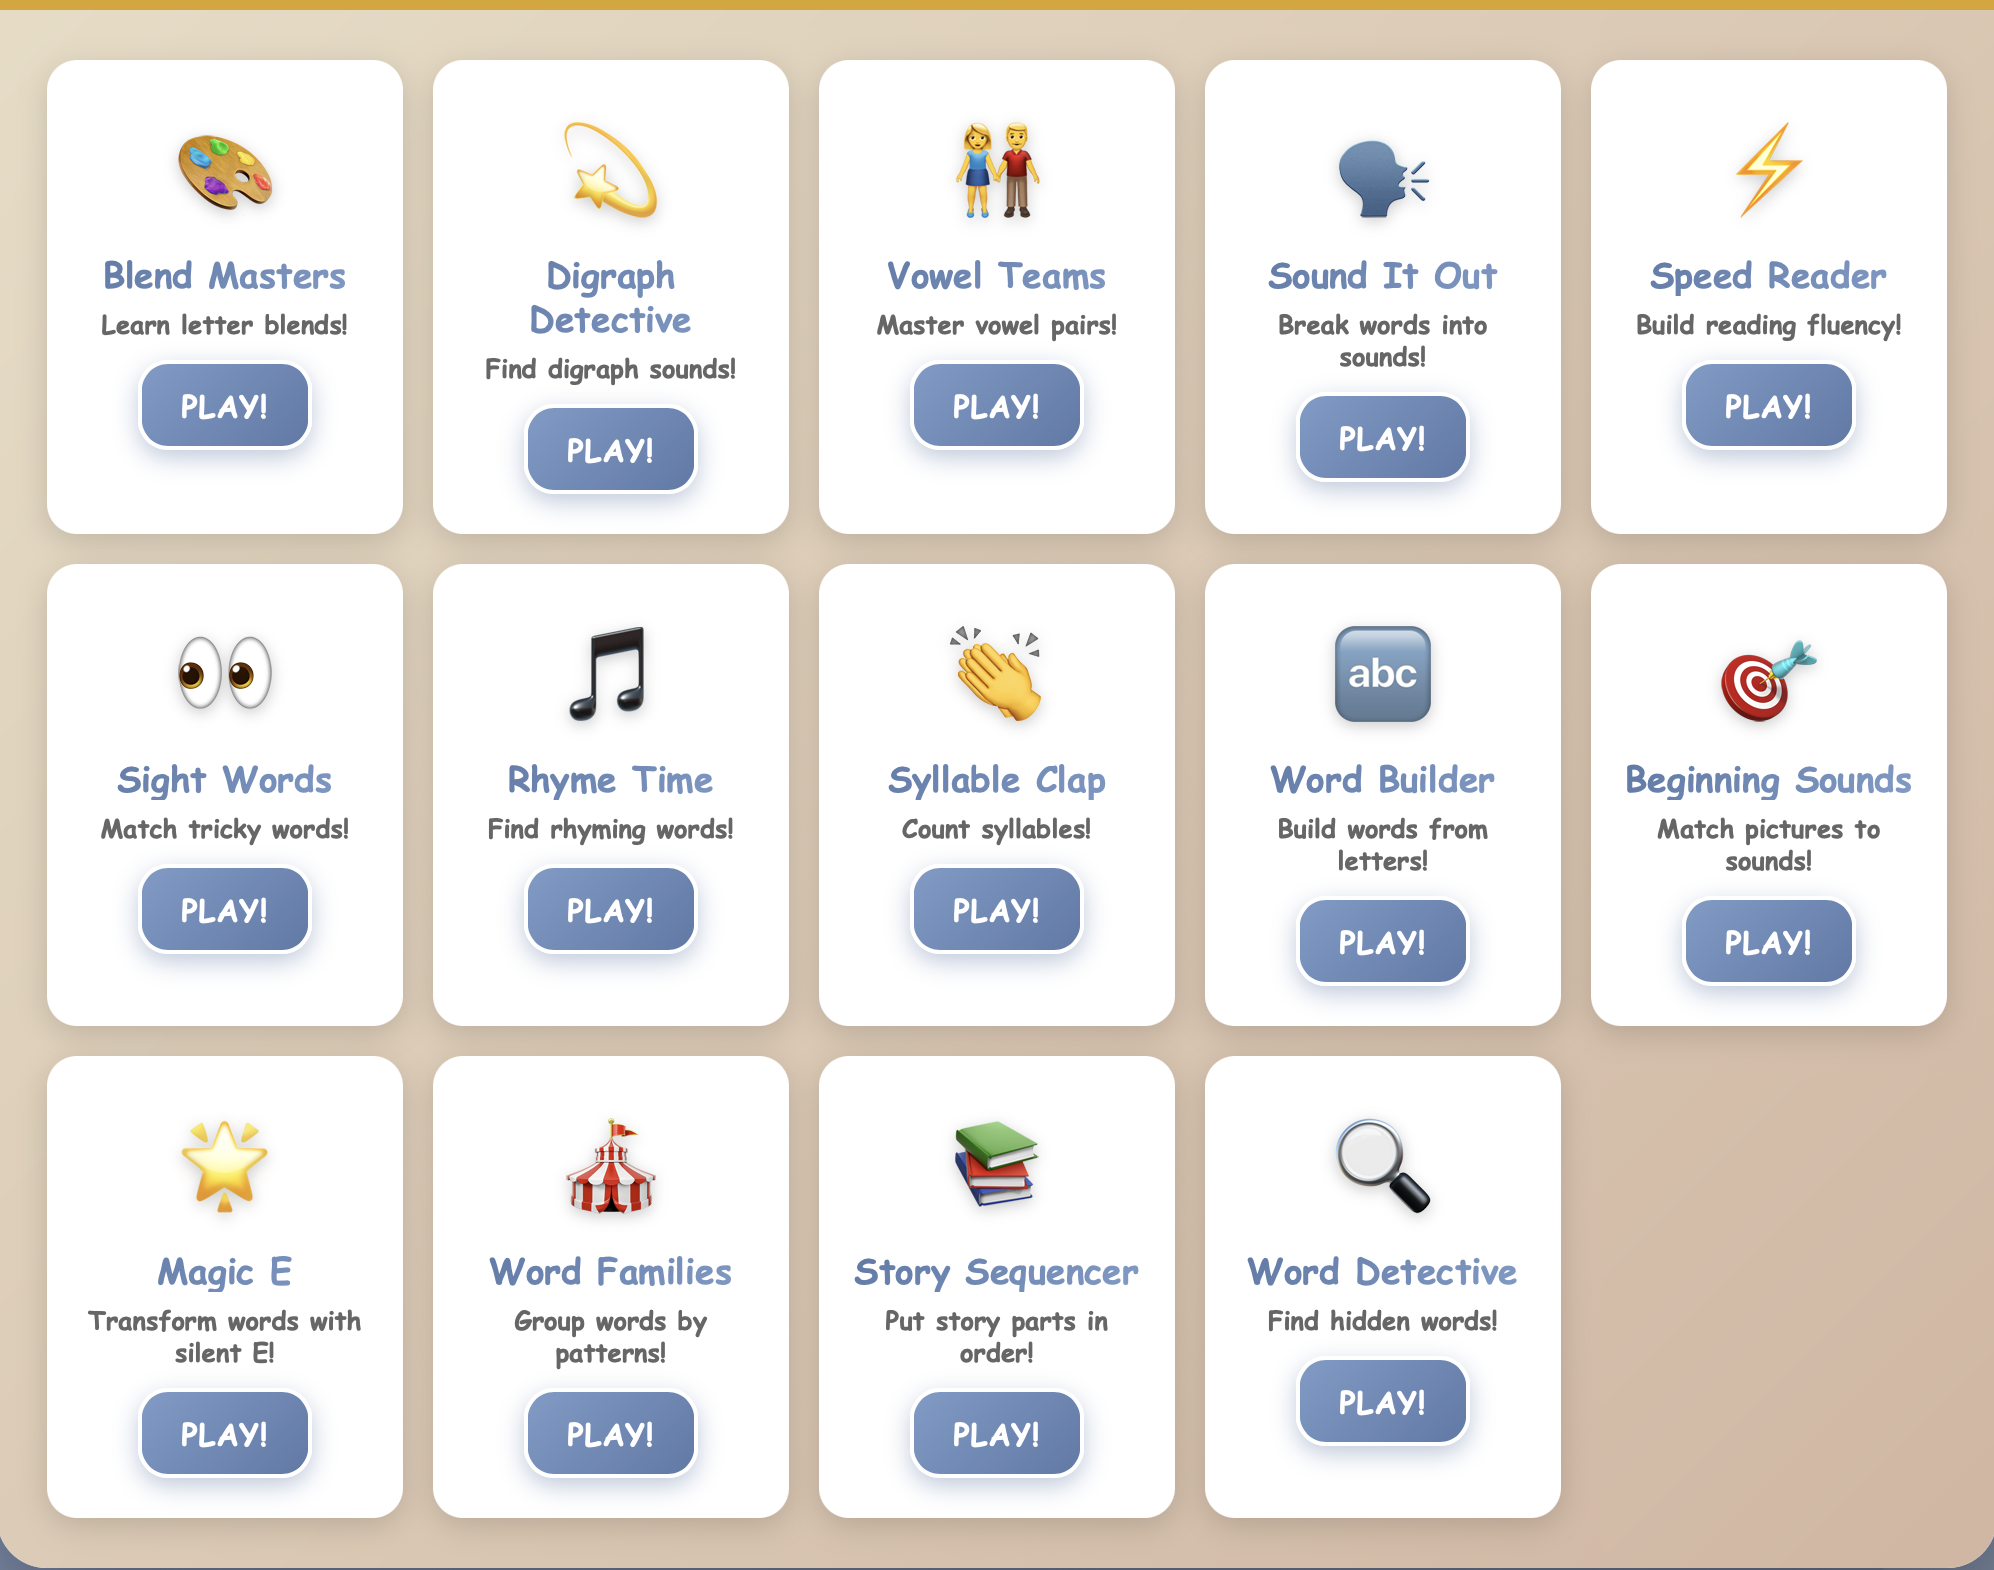 Blend Masters
Learn letter blends!
PLAY!
Digraph
Detective
Find digraph sounds!
PLAY!
Vowel Teams
Master vowel pairs!
PLAY!
Sound It Out
Break words into
sounds!
PLAY!
Speed Reader
Build reading fluency!
PLAY!
Sight Words
Match tricky words!
PLAY!
Rhyme Time
Find rhyming words!
PLAY!
Syllable Clap
Count syllables!
PLAY!
abc
Word Builder
Build words from
letters!
PLAY!
Beginning Sounds
Match pictures to
sounds!
PLAY!
Magic E
Transform words with
silent E!
PLAY!
Word Families
Group words by
patterns!
PLAY!
Story Sequencer
Put story parts in
order!
PLAY!
Word Detective
Find hidden words!
PLAY!